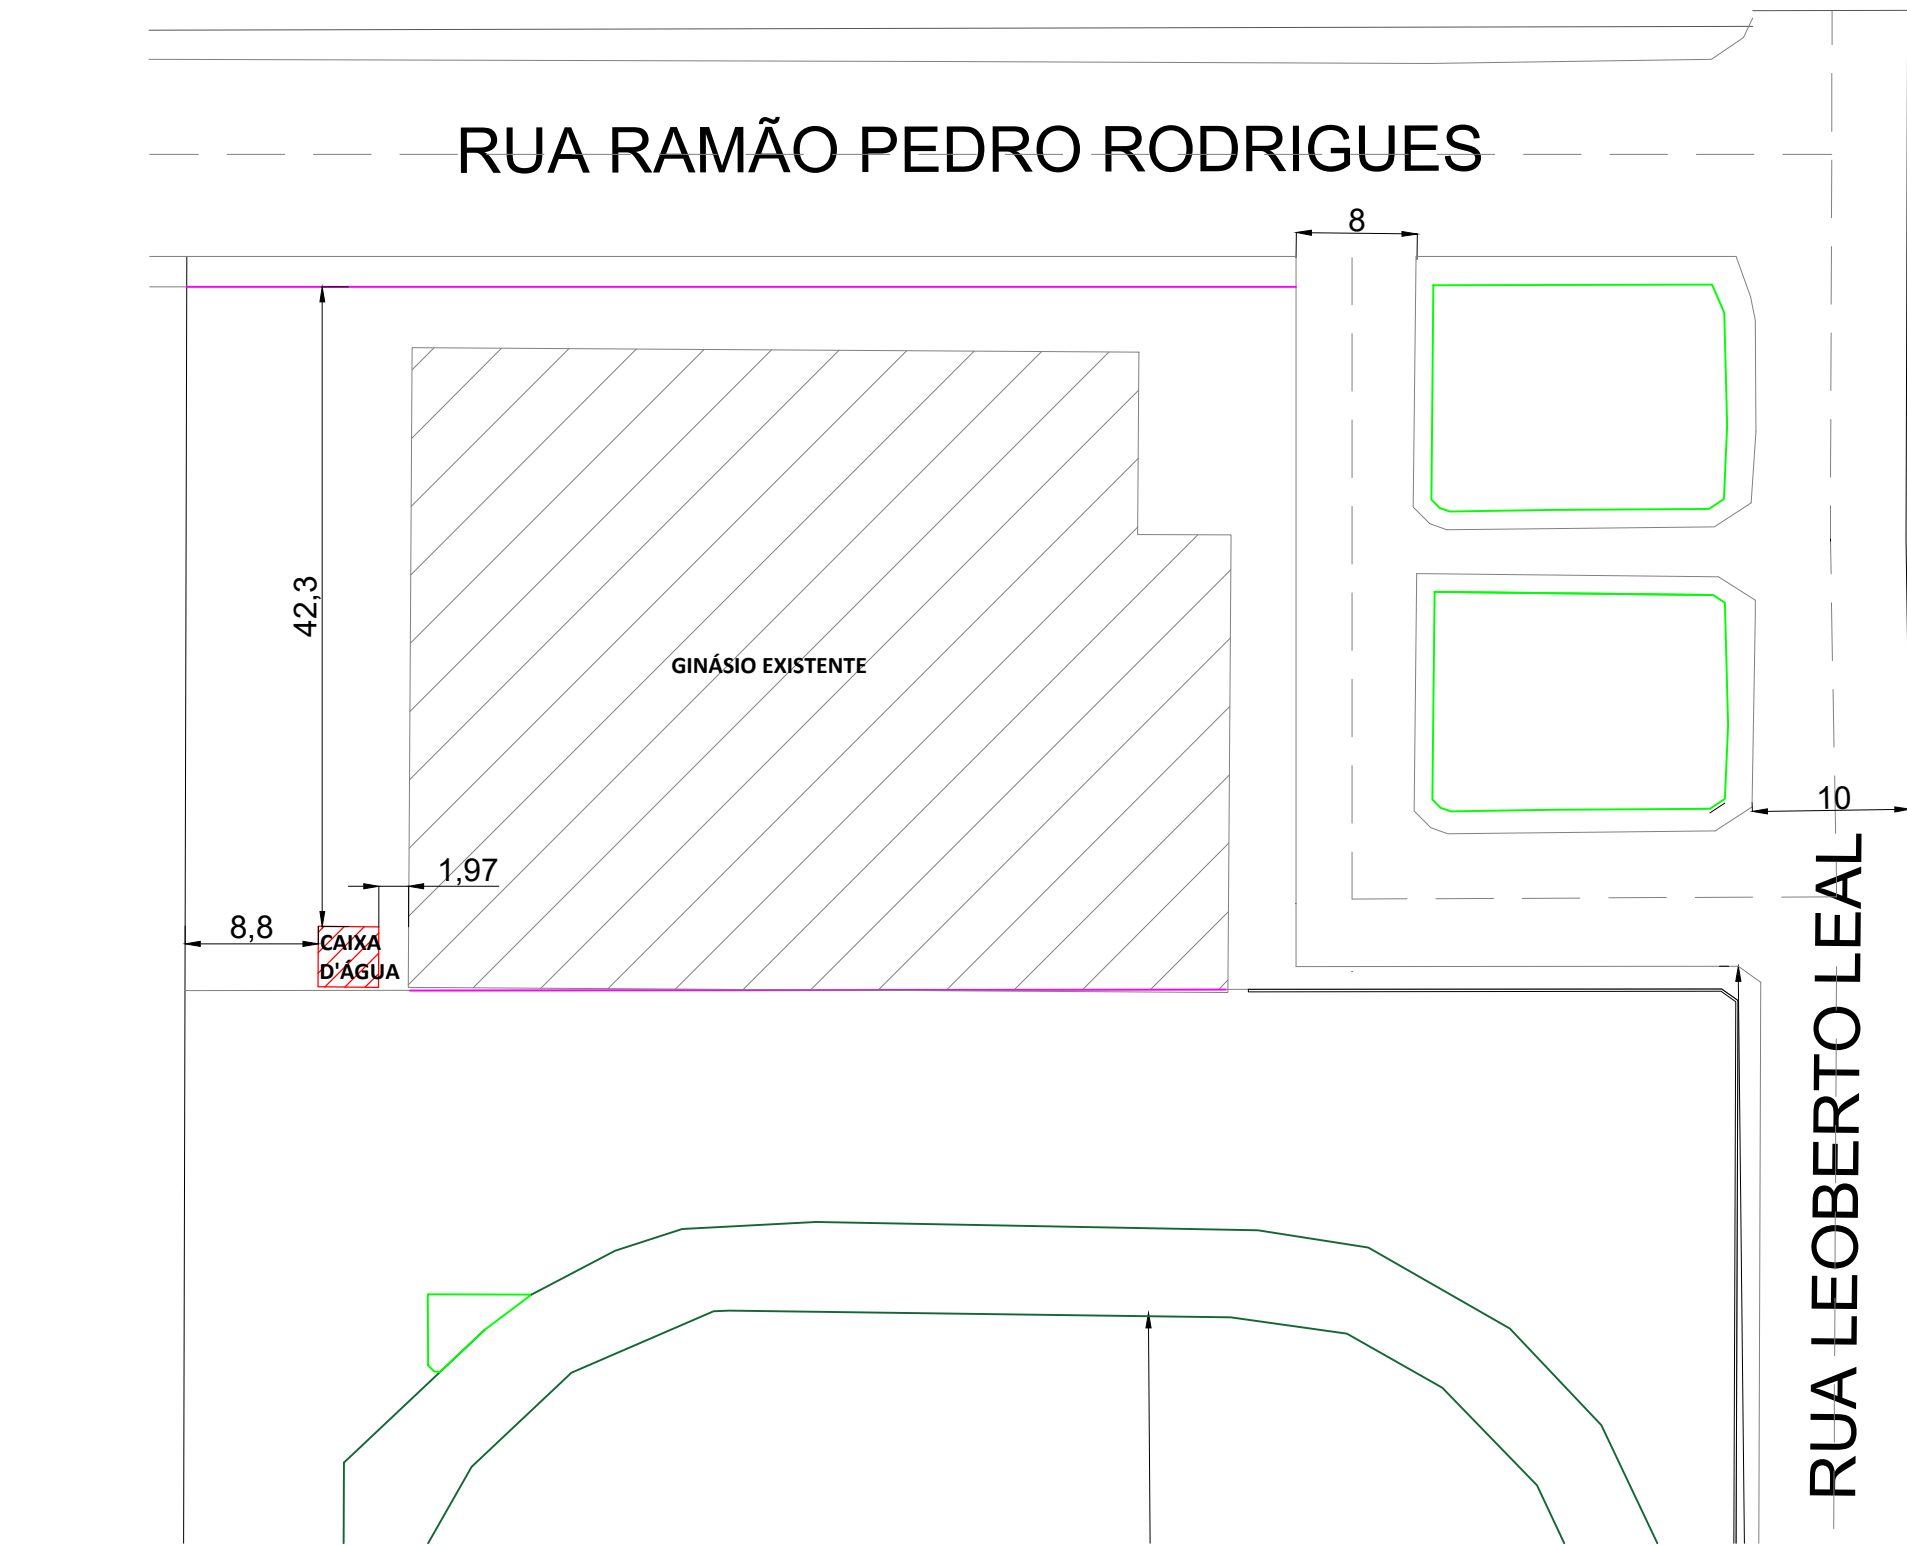 RUA RAMÃO PEDRO RODRIGUES
8
42,3
GINÁSIO EXISTENTE
10
1,97
8,8
CAIXA
D'ÁGUA
RUA LEOBERTO LEAL